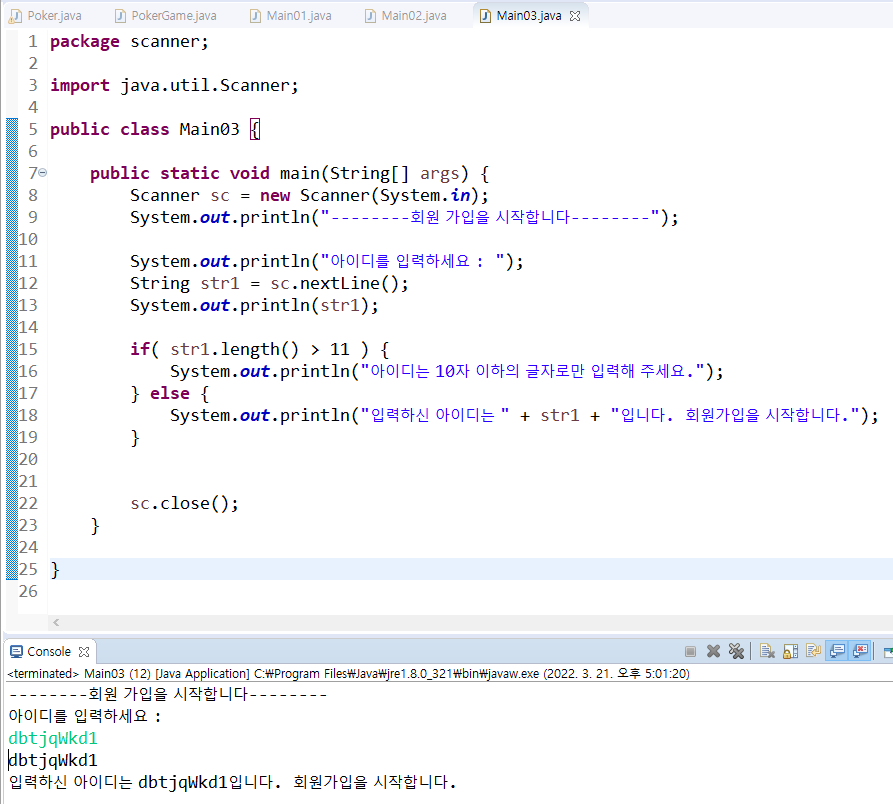 Poker.java PokerGame.java Main01.java Main02.java Main03.java
1 package scanner;
2
3 import java.util.Scanner;
4
5 public class Main03 {
6
7 public static void main(String[] args) {
8 Scanner sc = new Scanner(System.in);
9 System.out.println("--------회원 가입을 시작합니다--------");
10
11 System.out.println("아이디를 입력하세요 : ");
12 String str1 = sc.nextLine();
13 System.out.println(str1);
14
15 if( str1.length() > 11 ) {
16 System.out.println("아이디는 10자 이하의 글자로만 입력해 주세요.");
17 } else {
18 System.out.println("입력하신 아이디는 " + str1 + "입니다. 회원가입을 시작합니다.");
19 }
20
21
22 sc.close();
23 }
24
25 }
26
Console
<terminated> Main03 (12) [Java Application] C:₩Program Files₩Java₩jre1.8.0_321₩bin₩javaw.exe (2022. 3. 21. 오후 5:01:20)
--------회원 가입을 시작합니다--------
아이디를 입력하세요 :
dbtjqWkd1
dbtjqWkd1
입력하신 아이디는 dbtjqWkd1입니다. 회원가입을 시작합니다.